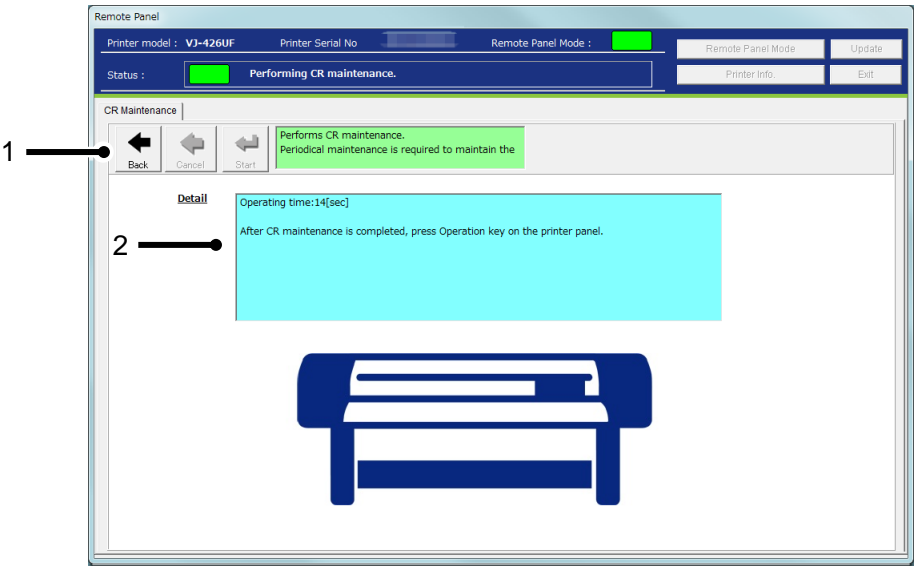 Remote Panel
Printer model : VJ-426UF Printer Serial No Remote Panel Mode :
Remote Panel Mode Update
Status : Performing CR maintenance.
Printer Info. Exit
CR Maintenance
1
Back Cancel Start
Performs CR maintenance.
Periodical maintenance is required to maintain the
Detail
Operating time:14[sec]
After CR maintenance is completed, press Operation key on the printer panel.
2